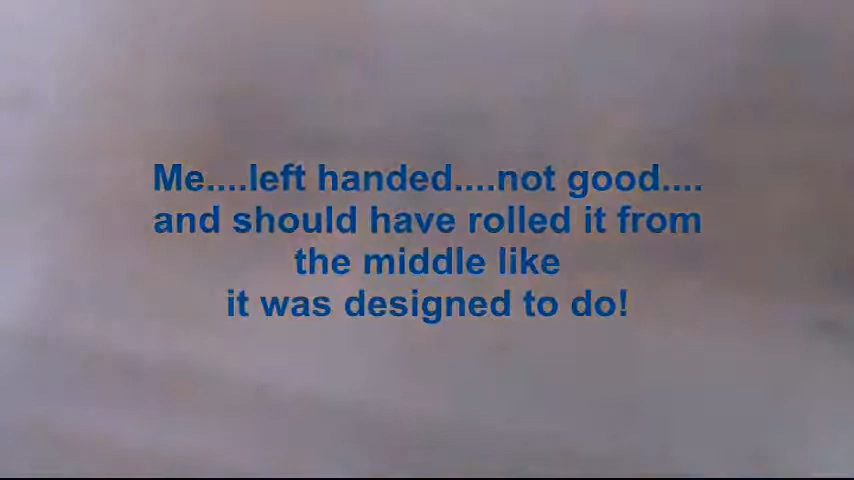 Me....left handed....not good....
and should have rolled it from
the middle like
it was designed to do!